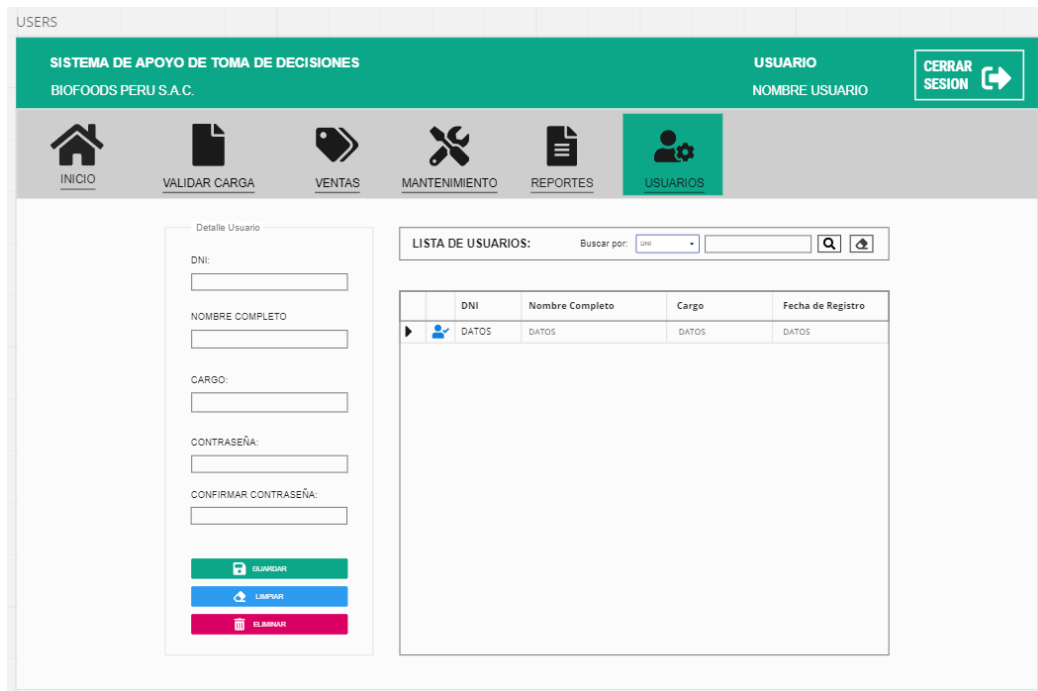 USERS
SISTEMA DE APOYO DE TOMA DE DECISIONES
BIOFOODS PERU S.A.C.
USUARIO
NOMBRE USUARIO
CERRAR
SESION
INICIO
VALIDAR CARGA
VENTAS
MANTENIMIENTO
REPORTES
USUARIOS
Detalle Usuario
DNI:
NOMBRE COMPLETO
CARGO:
CONTRASEÑA:
CONFIRMAR CONTRASEÑA:
GUARDAR
LIMPIAR
ELIMINAR
LISTA DE USUARIOS:
Buscar por:
DNI
DNI Nombre Completo Cargo Fecha de Registro
DATOS DATOS DATOS DATOS